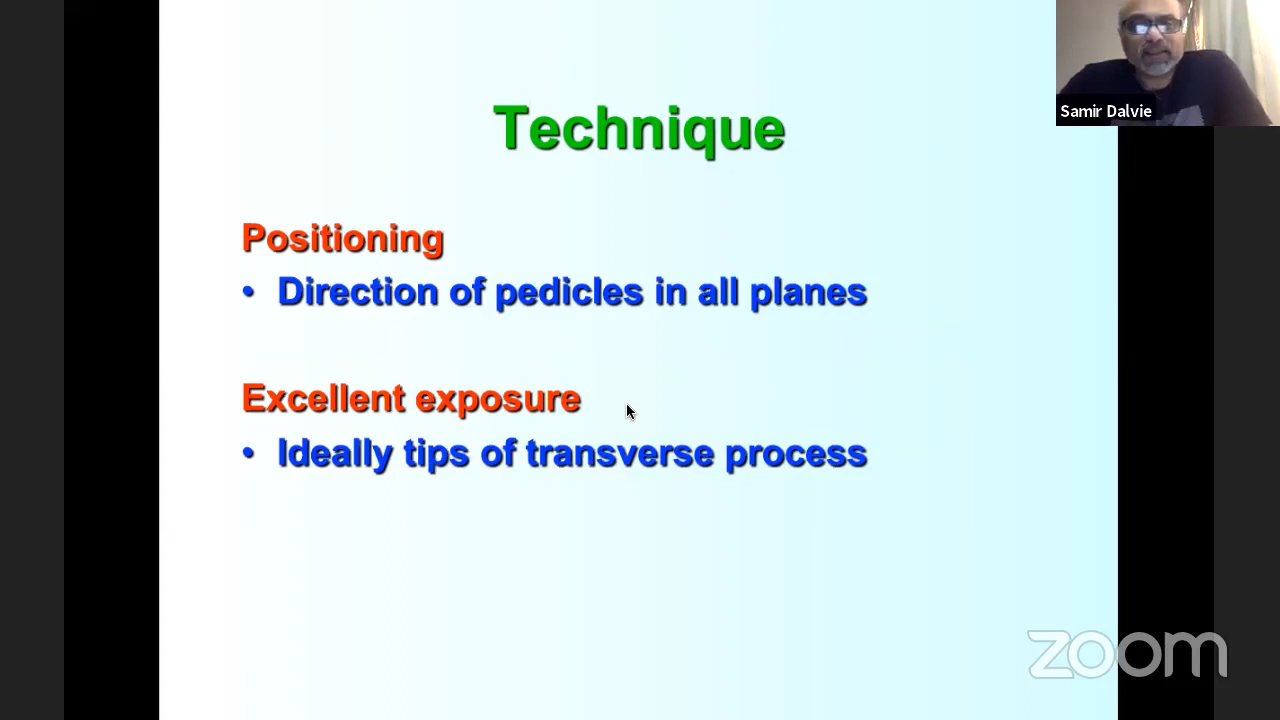 Technique
Samir Dalvie
Positioning
• Direction of pedicles in all planes
Excellent exposure
• Ideally tips of transverse process
zoom